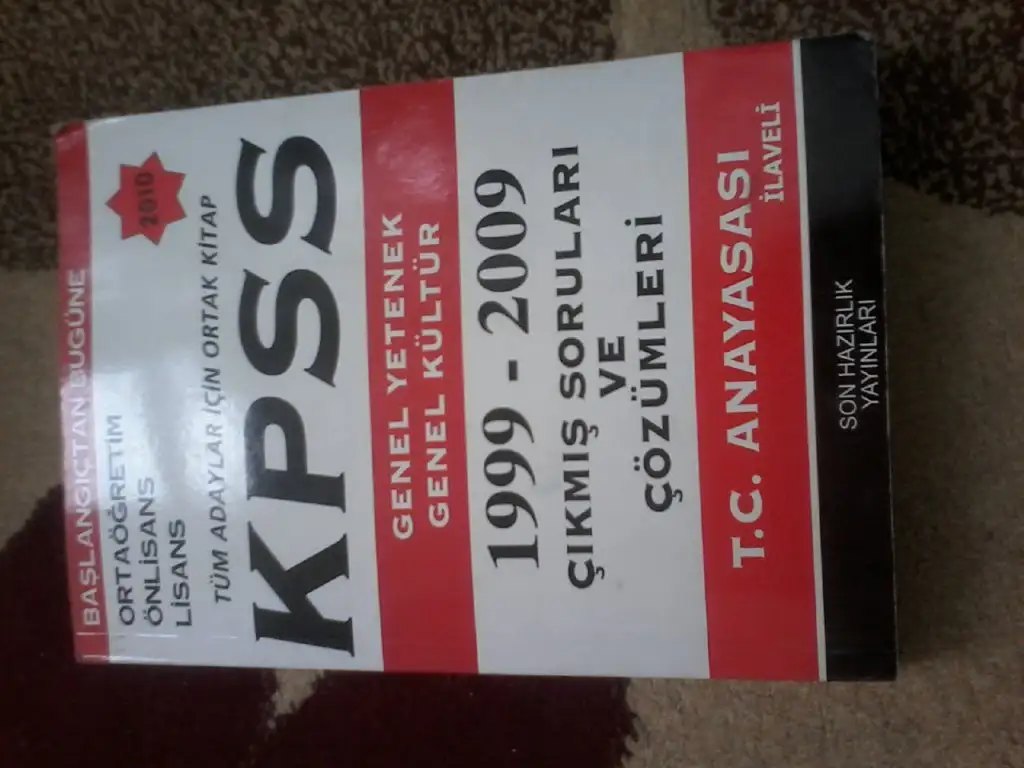 BAŞLANGIÇTAN BUGÜNE
ORTAÖĞRETİM
ÖNLİSANS
LİSANS
2010
TÜM ADAYLAR İÇİN ORTAK KİTAP
KPSS
GENEL YETENEK
GENEL KÜLTÜR
1999 - 2009
ÇIKMIŞ SORULARI
VE
ÇÖZÜMLERİ
T.C. ANAYASASI
İLAVELİ
SON HAZIRLIK
YAYINLARI